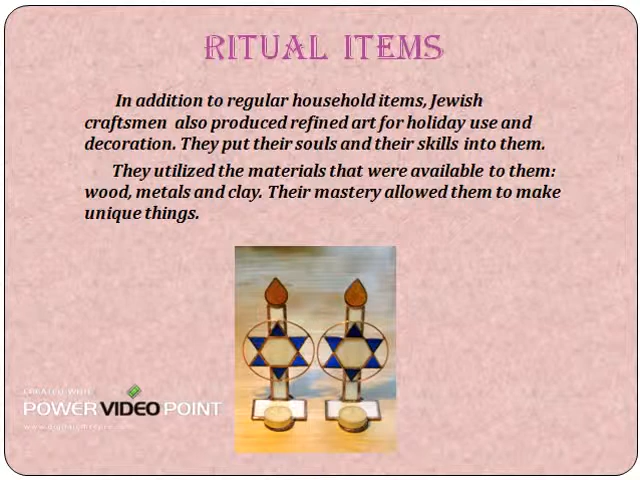 RITUAL ITEMS
In addition to regular household items, Jewish
craftsmen also produced refined art for holiday use and
decoration. They put their souls and their skills into them.
They utilized the materials that were available to them:
wood, metals and clay. Their mastery allowed them to make
unique things.
CREATED WITH
POWER VIDEO POINT